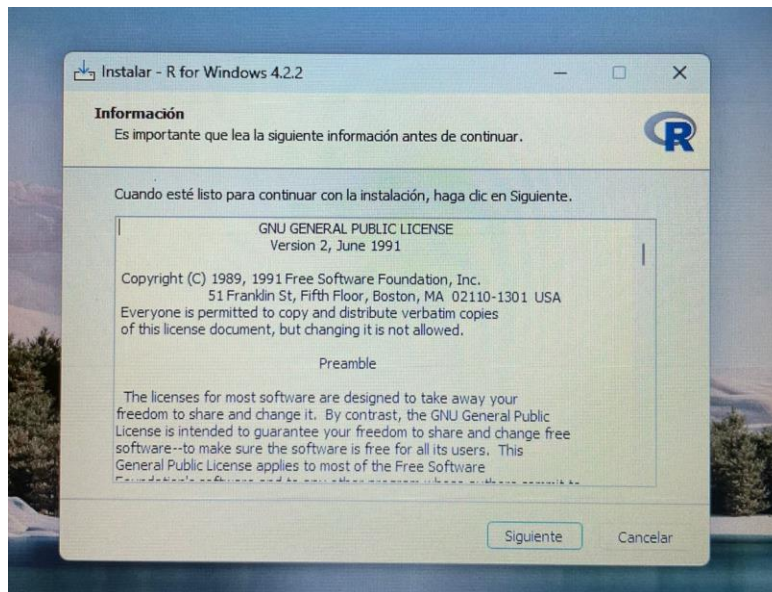 Instalar - R for Windows 4.2.2
Información
Es importante que lea la siguiente información antes de continuar.
R
Cuando esté listo para continuar con la instalación, haga clic en Siguiente.
GNU GENERAL PUBLIC LICENSE
Version 2, June 1991
Copyright (C) 1989, 1991 Free Software Foundation, Inc.
51 Franklin St, Fifth Floor, Boston, MA 02110-1301 USA
Everyone is permitted to copy and distribute verbatim copies
of this license document, but changing it is not allowed.
Preamble
The licenses for most software are designed to take away your
freedom to share and change it. By contrast, the GNU General Public
License is intended to guarantee your freedom to share and change free
software--to make sure the software is free for all its users. This
General Public License applies to most of the Free Software
Siguiente
Cancelar